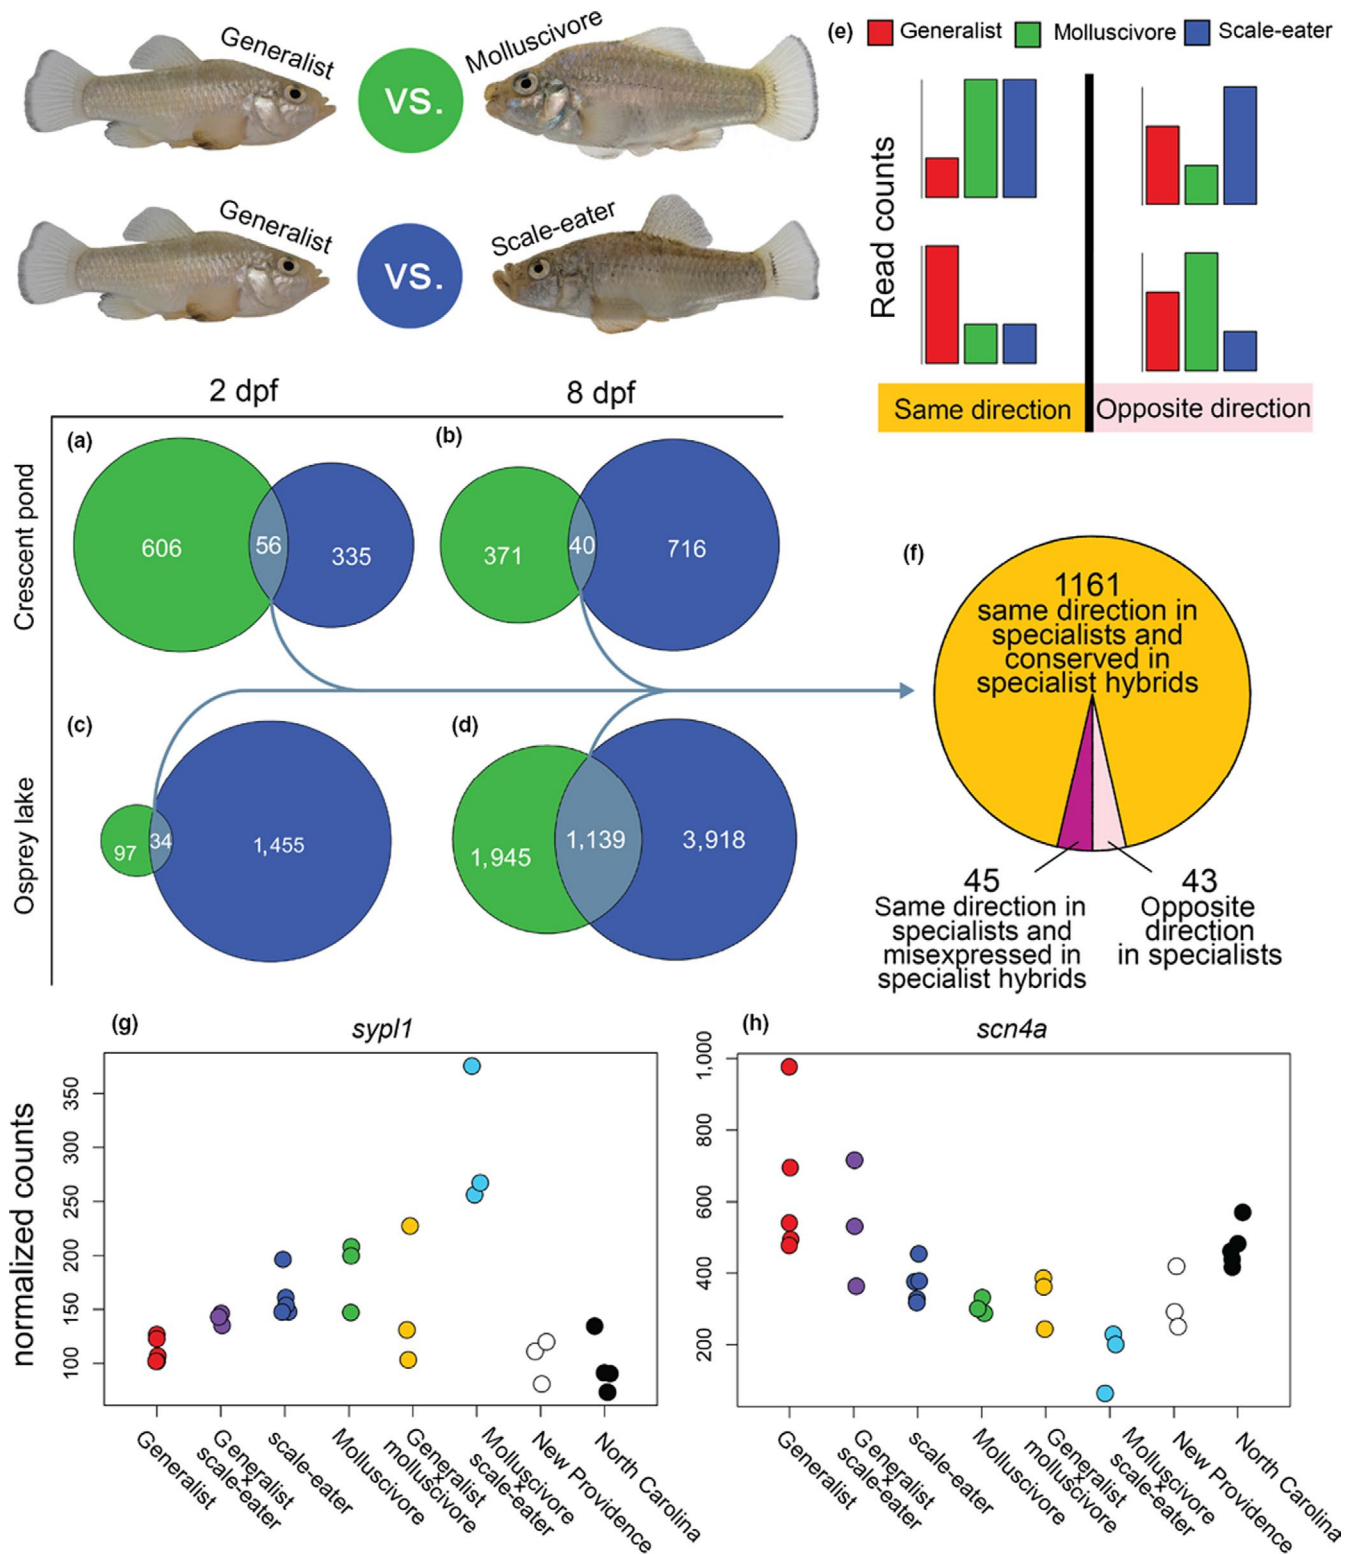 Generalist
vs.
Molluscivore
Generalist
vs.
Scale-eater
(e)
Generalist
Molluscivore
Scale-eater
Read counts
Same direction
Opposite direction
2 dpf
8 dpf
Crescent pond
(a)
606
56
335
(b)
371
40
716
Osprey lake
(c)
97
34
1,455
(d)
1,945
1,139
3,918
(f)
1161
same direction in
specialists and
conserved in
specialist hybrids
45
Same direction in
specialists and
misexpressed in
specialist hybrids
43
Opposite
direction
in specialists
(g)
sypl1
normalized counts
350
300
250
200
150
100
Generalist
Generalist
×
scale-eater
scale-eater
Molluscivore
Generalist
×
molluscivore
Molluscivore
×
scale-eater
New Providence
North Carolina
(h)
scn4a
1,000
800
600
400
200
Generalist
Generalist
×
scale-eater
scale-eater
Molluscivore
Generalist
×
molluscivore
Molluscivore
×
scale-eater
New Providence
North Carolina